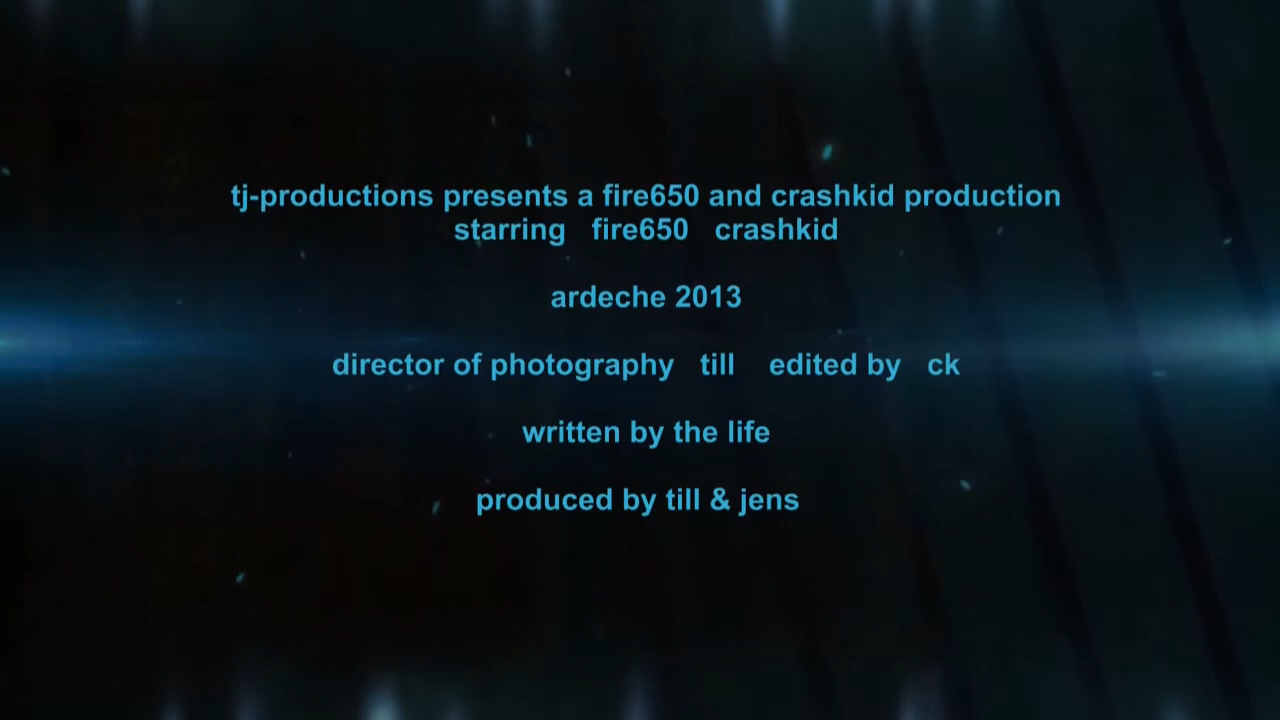 tj-productions presents a fire650 and crashkid production
starring fire650 crashkid
ardeche 2013
director of photography till edited by ck
written by the life
produced by till & jens